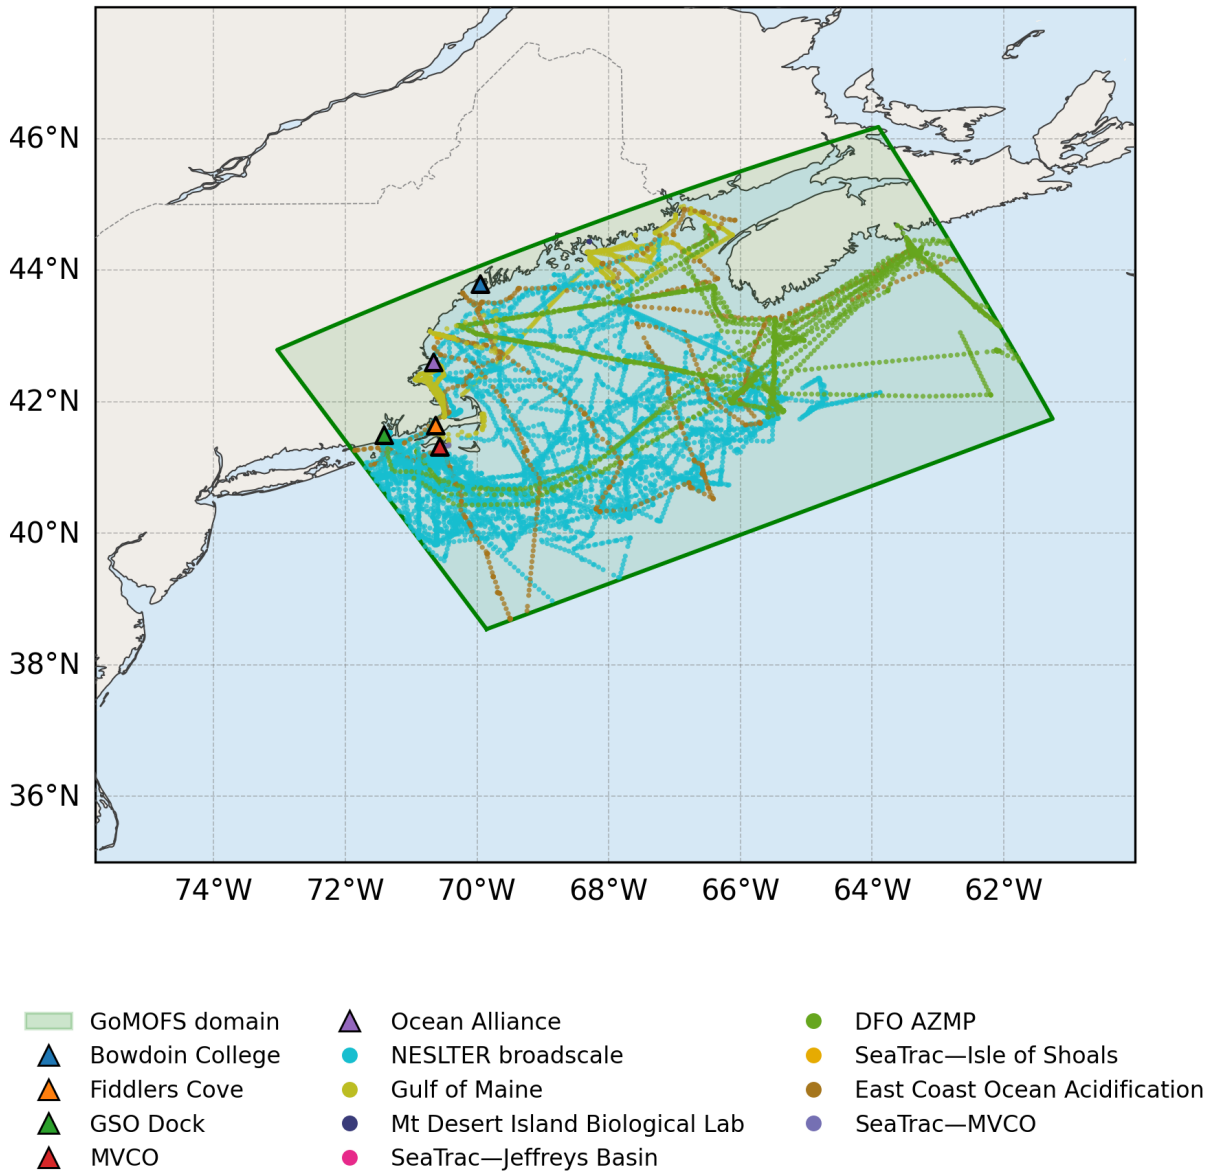 46°N
44°N
42°N
40°N
38°N
36°N
74°W 72°W 70°W 68°W 66°W 64°W 62°W
GoMOFS domain
Bowdoin College
Fiddlers Cove
GSO Dock
MVCO
Ocean Alliance
NESLTER broadscale
Gulf of Maine
Mt Desert Island Biological Lab
SeaTrac—Jeffreys Basin
DFO AZMP
SeaTrac—Isle of Shoals
East Coast Ocean Acidification
SeaTrac—MVCO